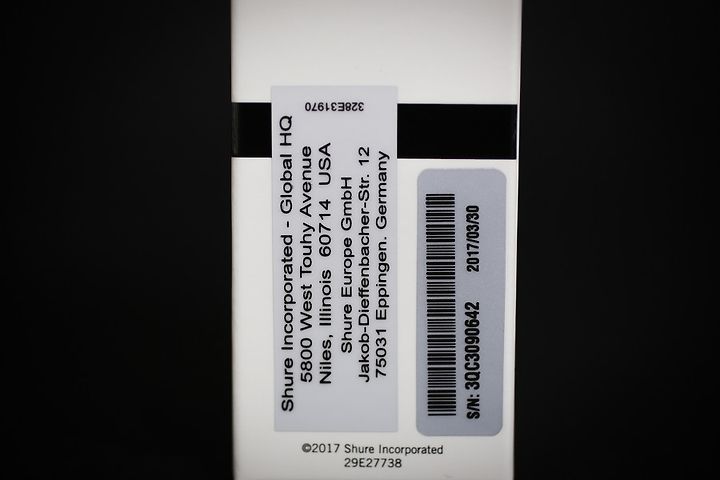 328E31970
Shure Incorporated - Global HQ
5800 West Touhy Avenue
Niles, Illinois 60714 USA
Shure Europe GmbH
Jakob-Dieffenbacher-Str. 12
75031 Eppingen. Germany
2017/03/30
S/N: 3QC3090642
©2017 Shure Incorporated
29E27738